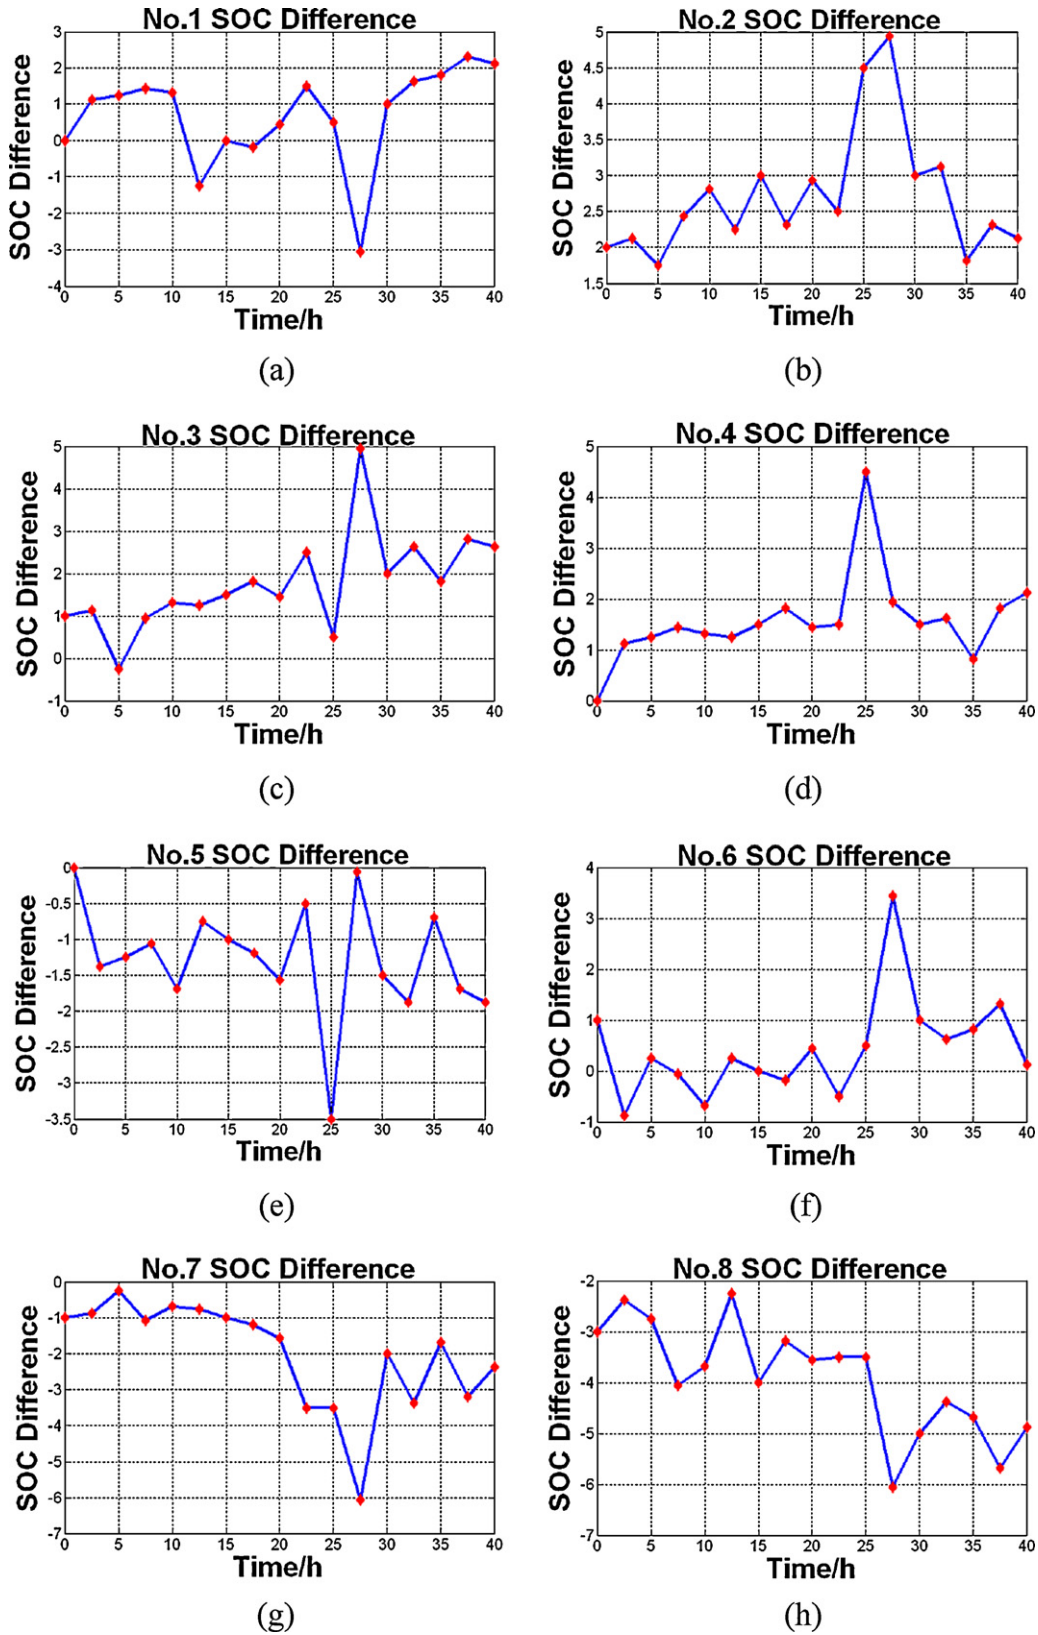 No.1 SOC Difference
SOC Difference
3
2
1
0
-1
-2
-3
-4
0 5 10 15 20 25 30 35 40
Time/h
(a)
No.2 SOC Difference
SOC Difference
5
4.5
4
3.5
3
2.5
2
1.5
0 5 10 15 20 25 30 35 40
Time/h
(b)
No.3 SOC Difference
SOC Difference
5
4
3
2
1
0
-1
0 5 10 15 20 25 30 35 40
Time/h
(c)
No.4 SOC Difference
SOC Difference
5
4
3
2
1
0
0 5 10 15 20 25 30 35 40
Time/h
(d)
No.5 SOC Difference
SOC Difference
0
-0.5
-1
-1.5
-2
-2.5
-3
-3.5
0 5 10 15 20 25 30 35 40
Time/h
(e)
No.6 SOC Difference
SOC Difference
4
3
2
1
0
-1
0 5 10 15 20 25 30 35 40
Time/h
(f)
No.7 SOC Difference
SOC Difference
0
-1
-2
-3
-4
-5
-6
-7
0 5 10 15 20 25 30 35 40
Time/h
(g)
No.8 SOC Difference
SOC Difference
-2
-3
-4
-5
-6
-7
0 5 10 15 20 25 30 35 40
Time/h
(h)